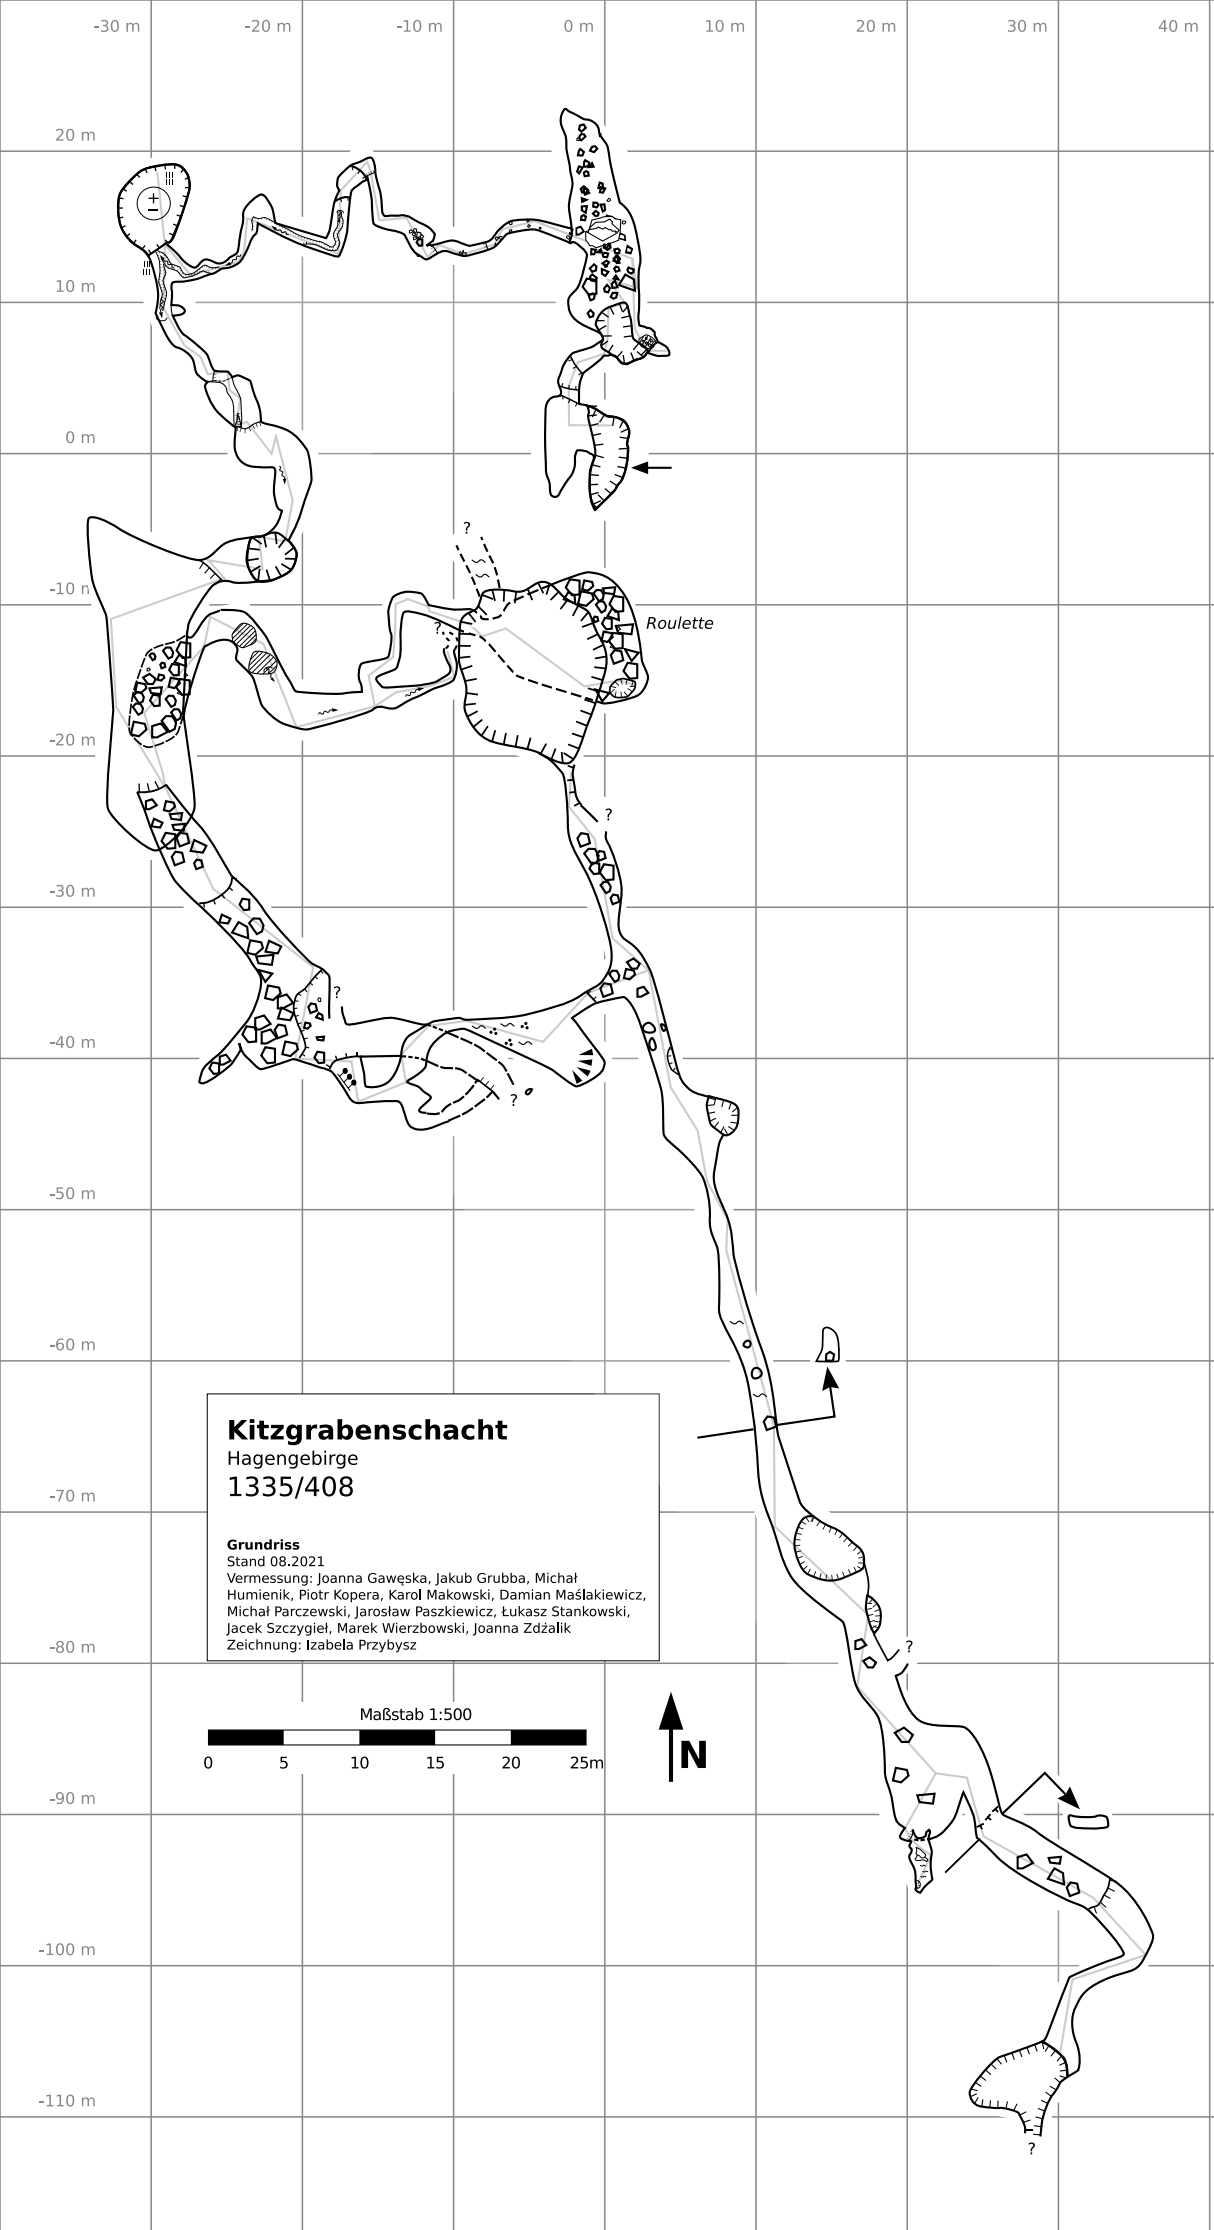 -30 m -20 m -10 m 0 m 10 m 20 m 30 m 40 m
20 m
10 m
0 m
?
-10 m
Roulette
?
-20 m
?
-30 m
?
-40 m
?
-50 m
-60 m
Kitzgrabenschacht
Hagengebirge
1335/408
-70 m
Grundriss
Stand 08.2021
Vermessung: Joanna Gawęska, Jakub Grubba, Michał
Humienik, Piotr Kopera, Karol Makowski, Damian Maślakiewicz,
Michał Parczewski, Jarosław Paszkiewicz, Łukasz Stankowski,
Jacek Szczygieł, Marek Wierzbowski, Joanna Zdźalik
Zeichnung: Izabela Przybysz
-80 m
?
Maßstab 1:500
0 5 10 15 20 25m
N
-90 m
-100 m
-110 m
?